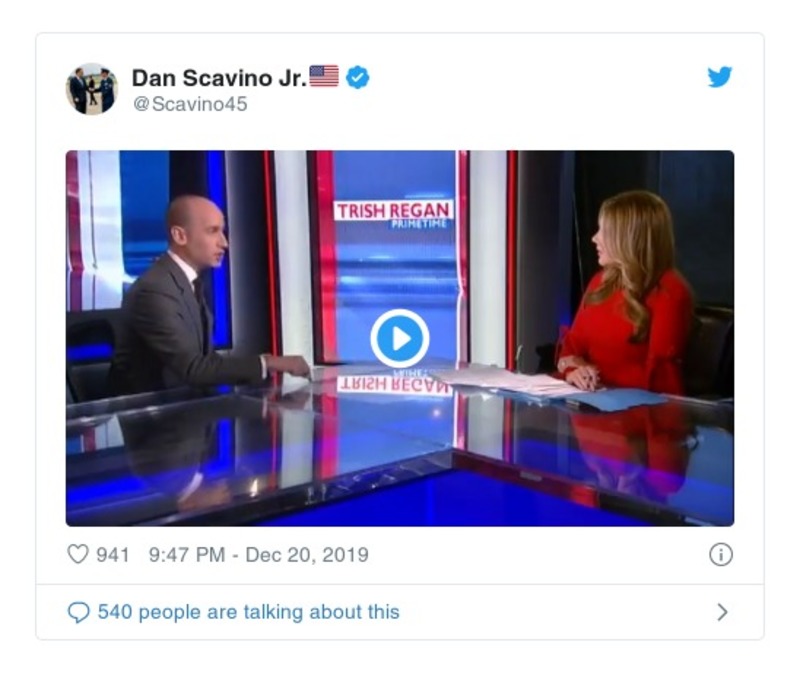 Dan Scavino Jr.
@Scavino45
TRISH REGAN
PRIMETIME
TRISH REGAN
941 9:47 PM - Dec 20, 2019
540 people are talking about this